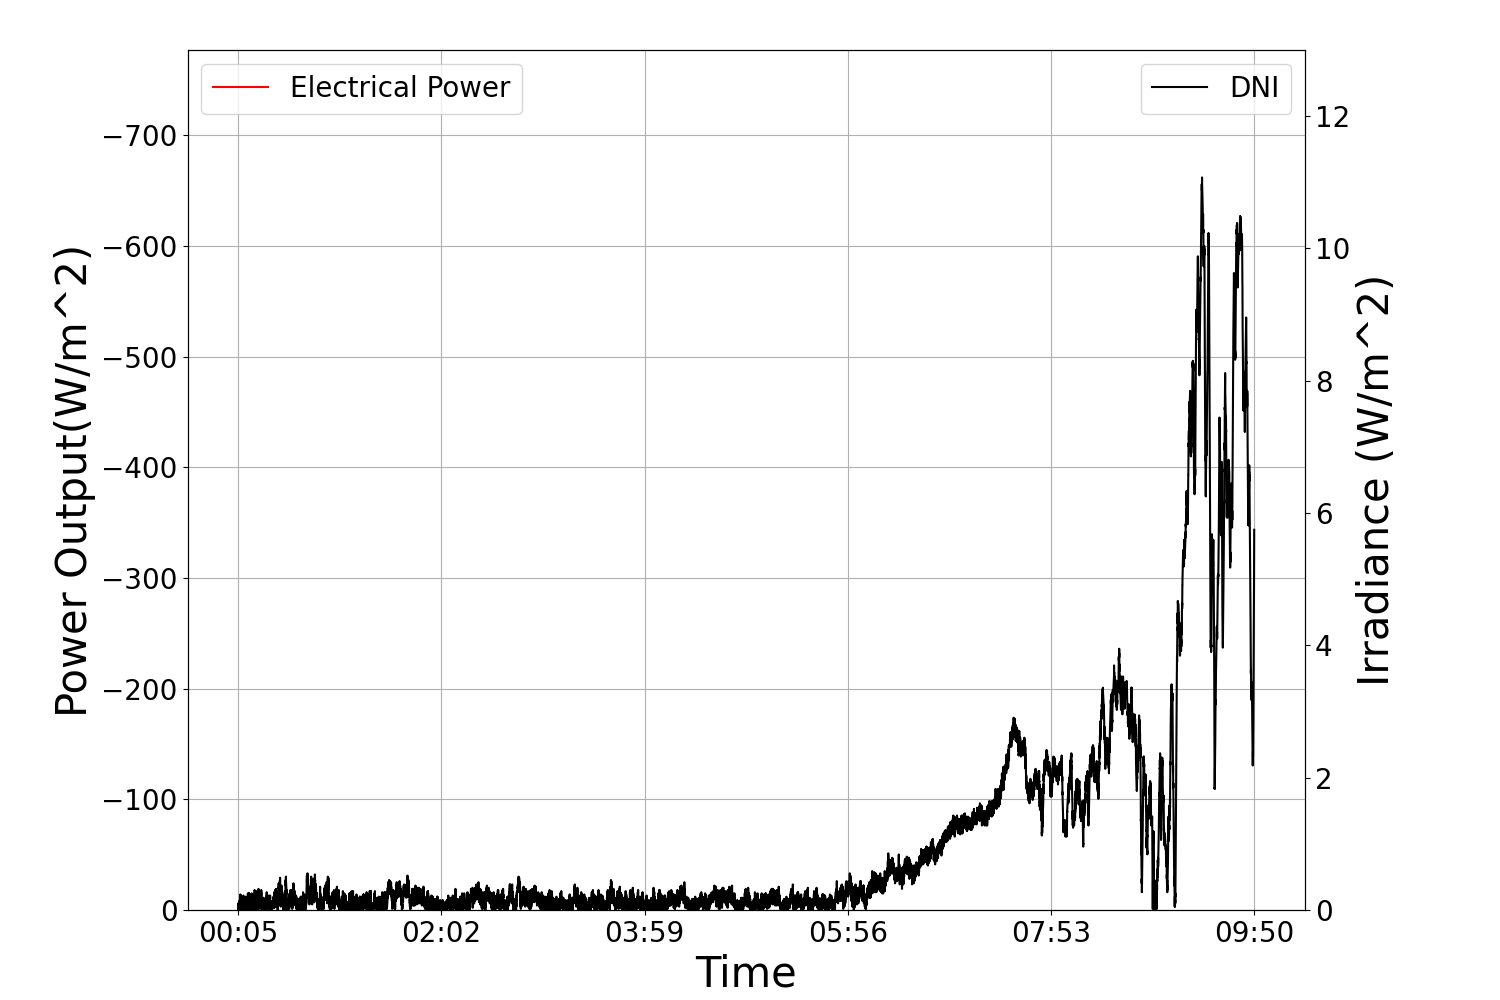 Electrical Power
DNI
Power Output(W/m^2)
−700
−600
−500
−400
−300
−200
−100
0
12
10
8
6
4
2
0
Irradiance (W/m^2)
00:05 02:02 03:59 05:56 07:53 09:50
Time